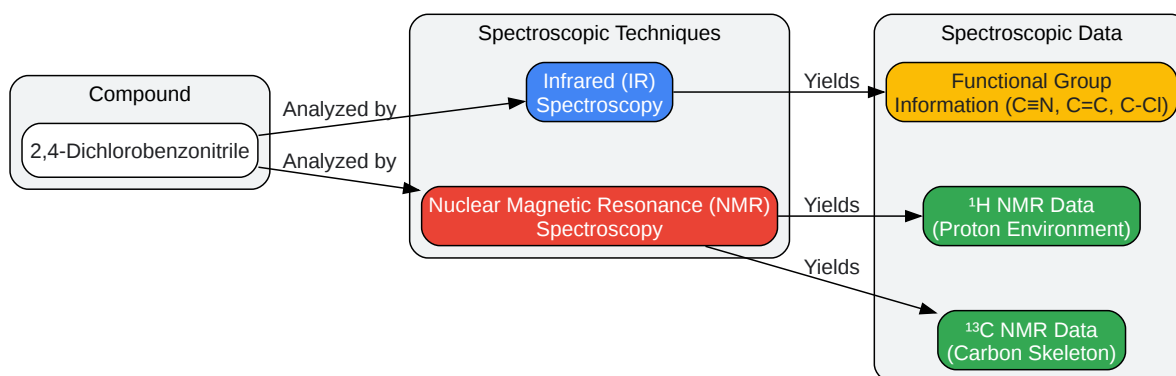 Compound
2,4-Dichlorobenzonitrile
Analyzed by
Analyzed by
Spectroscopic Techniques
Infrared (IR)
Spectroscopy
Nuclear Magnetic Resonance (NMR)
Spectroscopy
Yields
Yields
Yields
Spectroscopic Data
Functional Group
Information (C≡N, C=C, C-Cl)
¹H NMR Data
(Proton Environment)
¹³C NMR Data
(Carbon Skeleton)